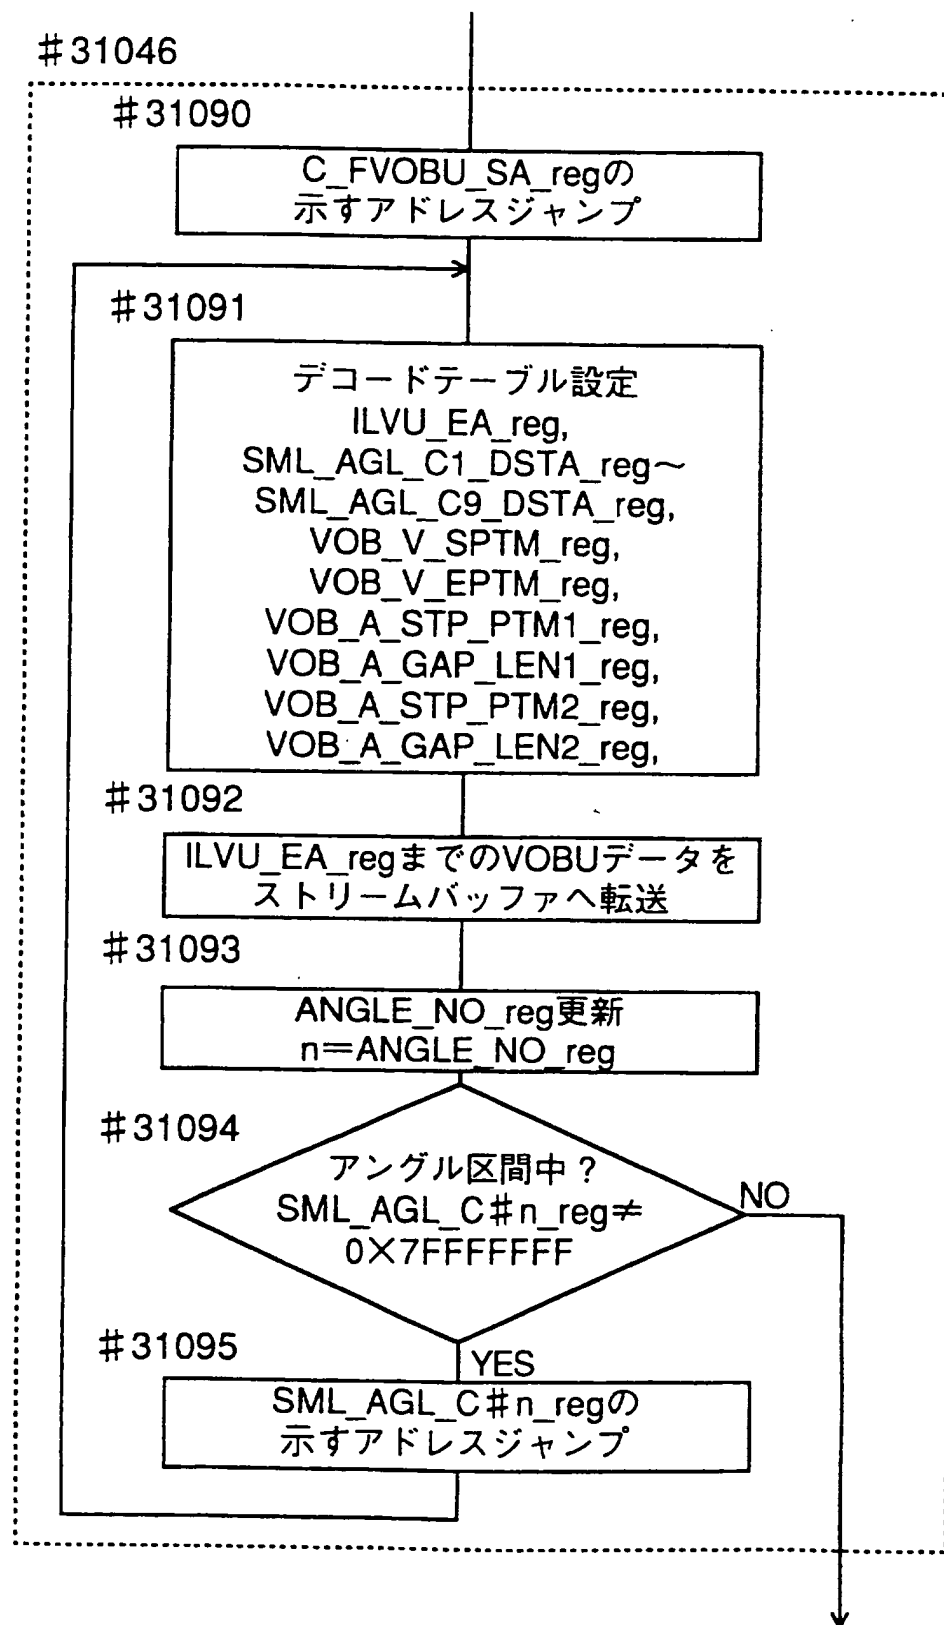 #31046
#31090
C_FVOBU_SA_regの
示すアドレスジャンプ
#31091
デコードテーブル設定
ILVU_EA_reg,
SML_AGL_C1_DSTA_reg〜
SML_AGL_C9_DSTA_reg,
VOB_V_SPTM_reg,
VOB_V_EPTM_reg,
VOB_A_STP_PTM1_reg,
VOB_A_GAP_LEN1_reg,
VOB_A_STP_PTM2_reg,
VOB_A_GAP_LEN2_reg,
#31092
ILVU_EA_regまでのVOBUデータを
ストリームバッファへ転送
#31093
ANGLE_NO_reg更新
n=ANGLE_NO_reg
#31094
アングル区間中？
SML_AGL_C#n_reg≠
0×7FFFFFFF
NO
#31095
YES
SML_AGL_C#n_regの
示すアドレスジャンプ